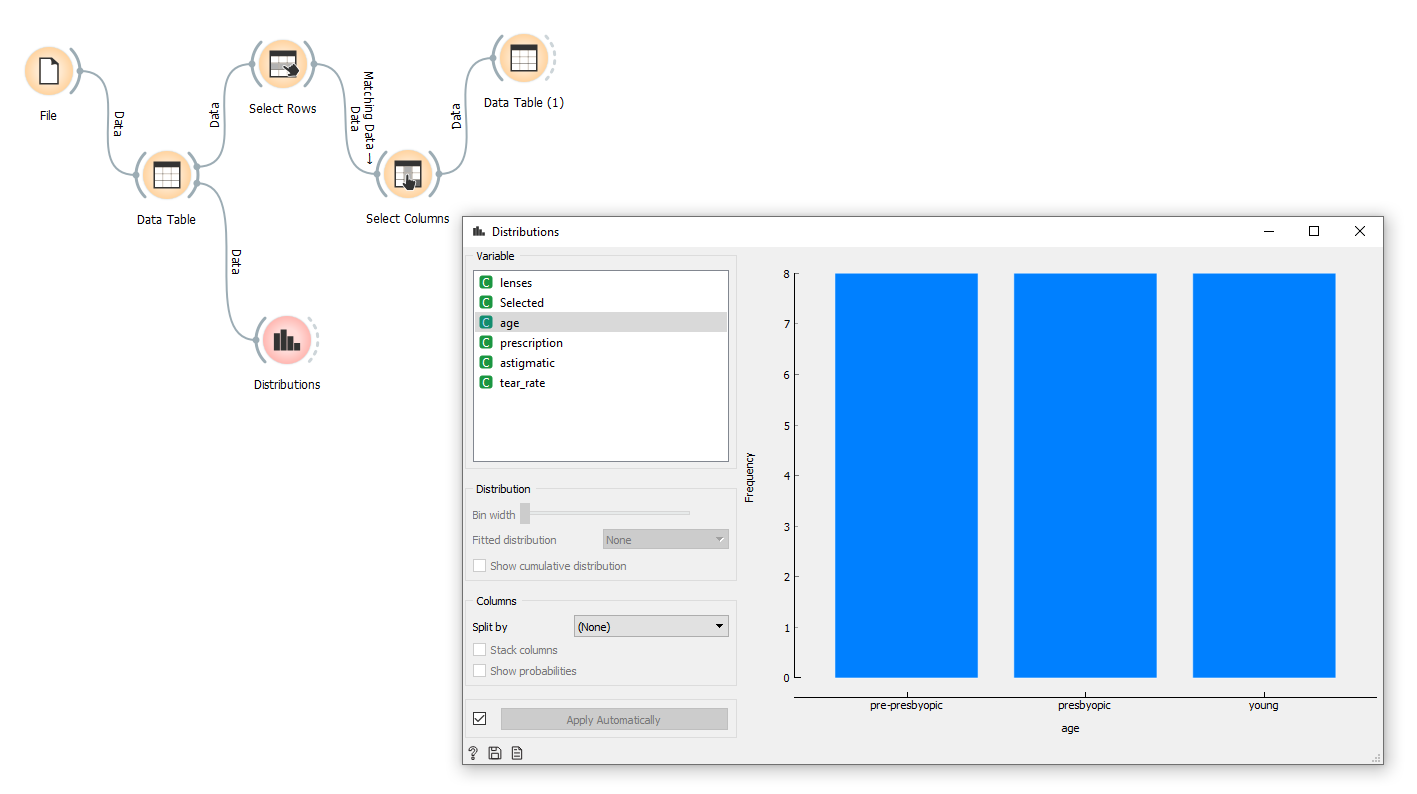 File
Data
Data Table
Data
Select Rows
Matching Data → Data
Select Columns
Data
Data Table (1)
Data
Distributions
Distributions
Variable
C lenses
C Selected
C age
C prescription
C astigmatic
C tear_rate
Distribution
Bin width
Fitted distribution None
Show cumulative distribution
Columns
Split by (None)
Stack columns
Show probabilities
Apply Automatically
?
Frequency
8
7
6
5
4
3
2
1
0
pre-presbyopic presbyopic young
age